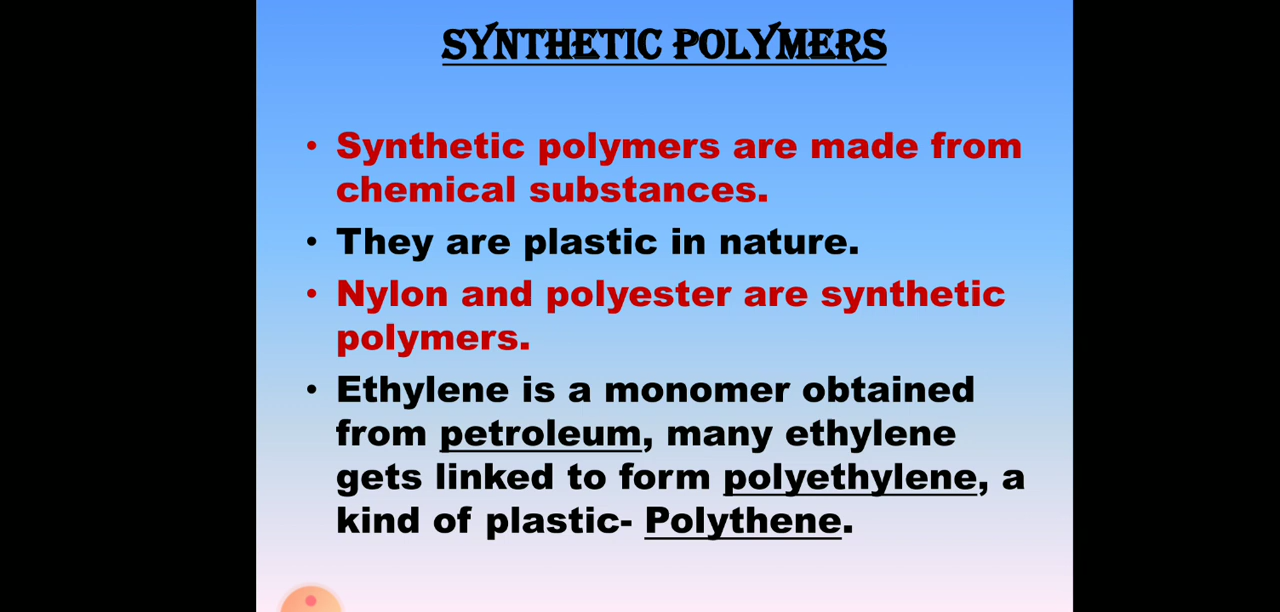 SYNTHETIC POLYMERS
• Synthetic polymers are made from
chemical substances.
• They are plastic in nature.
• Nylon and polyester are synthetic
polymers.
• Ethylene is a monomer obtained
from petroleum, many ethylene
gets linked to form polyethylene, a
kind of plastic- Polythene.